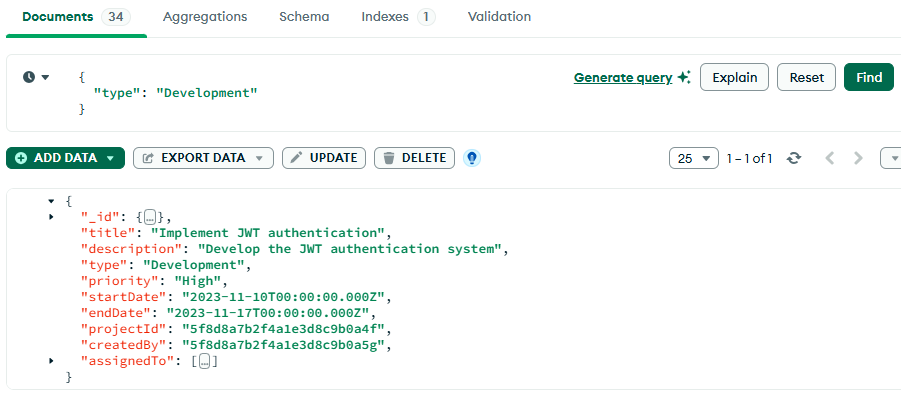 Documents 34 Aggregations Schema Indexes 1 Validation
{
"type": "Development"
}
Generate query Explain Reset Find
ADD DATA EXPORT DATA UPDATE DELETE 25 1 – 1 of 1
{
"_id": {…},
"title": "Implement JWT authentication",
"description": "Develop the JWT authentication system",
"type": "Development",
"priority": "High",
"startDate": "2023-11-10T00:00:00.000Z",
"endDate": "2023-11-17T00:00:00.000Z",
"projectId": "5f8d8a7b2f4a1e3d8c9b0a4f",
"createdBy": "5f8d8a7b2f4a1e3d8c9b0a5g",
"assignedTo": […]
}